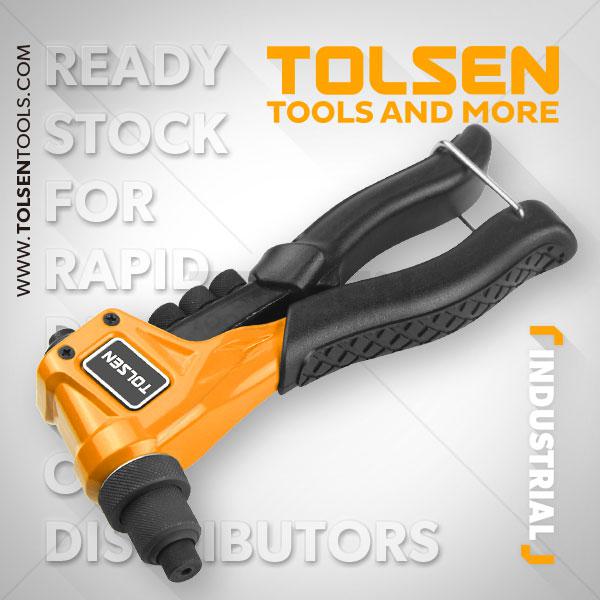 WWW.TOLSENTOOLS.COM
READY
STOCK
FOR
RAPID
DISTRIBUTORS
TOLSEN
TOOLS AND MORE
TOLSEN
INDUSTRIAL